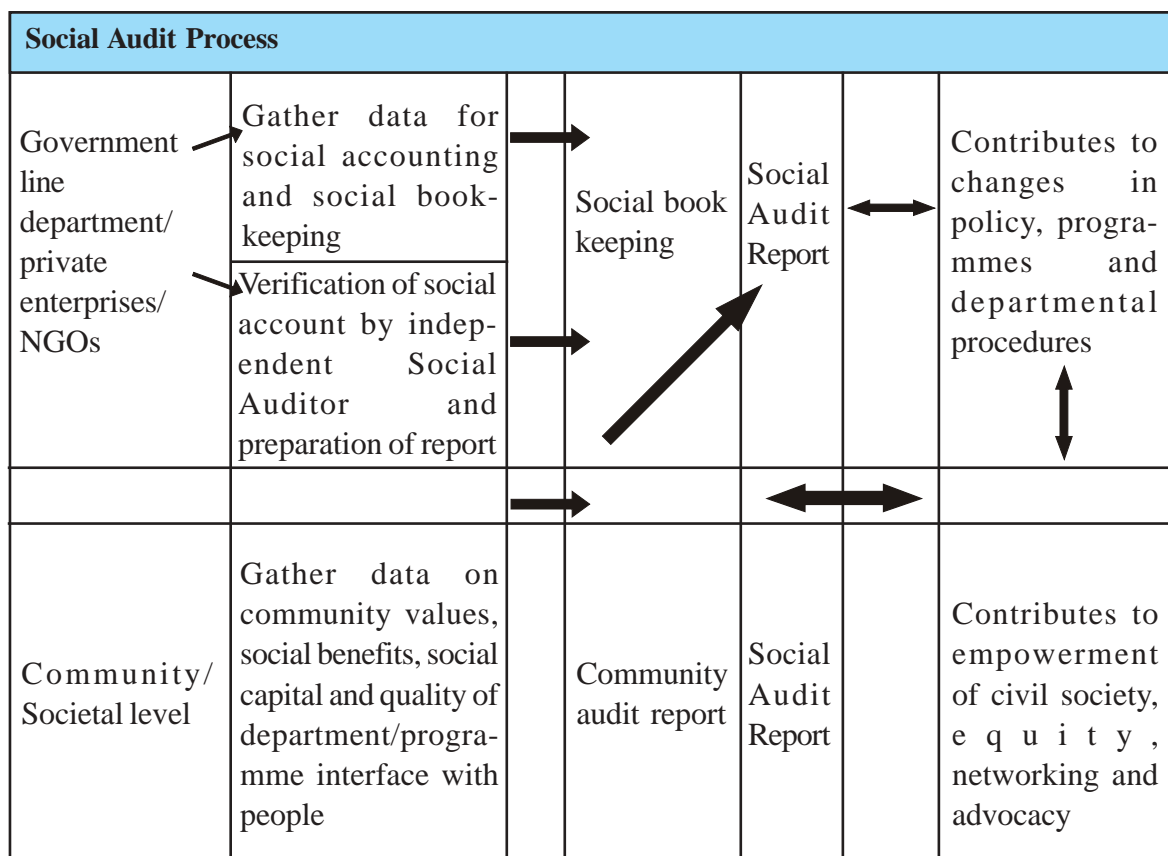 Social Audit Process
Government
line
department/
private
enterprises/
NGOs
Gather data for
social accounting
and social book-
keeping
Verification of social
account by indep-
endent Social
Auditor and
preparation of report
Social book
keeping
Social
Audit
Report
Contributes to
changes in
policy, progra-
mmes and
departmental
procedures
Community/
Societal level
Gather data on
community values,
social benefits, social
capital and quality of
department/progra-
mme interface with
people
Community
audit report
Social
Audit
Report
Contributes to
empowerment
of civil society,
equity,
networking and
advocacy